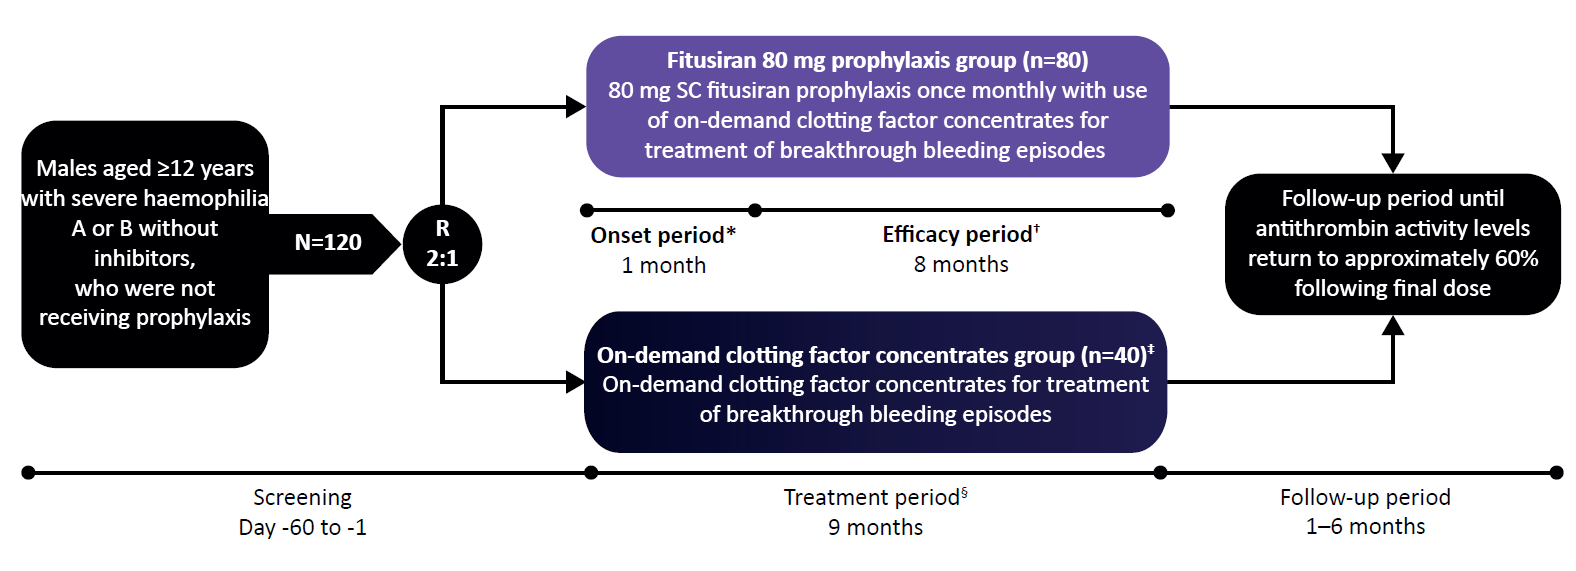 Males aged ≥12 years
with severe haemophilia
A or B without
inhibitors,
who were not
receiving prophylaxis
N=120
R
2:1
Fitusiran 80 mg prophylaxis group (n=80)
80 mg SC fitusiran prophylaxis once monthly with use
of on-demand clotting factor concentrates for
treatment of breakthrough bleeding episodes
Onset period*
1 month
Efficacy period†
8 months
On-demand clotting factor concentrates group (n=40)‡
On-demand clotting factor concentrates for treatment
of breakthrough bleeding episodes
Follow-up period until
antithrombin activity levels
return to approximately 60%
following final dose
Screening
Day -60 to -1
Treatment period§
9 months
Follow-up period
1–6 months